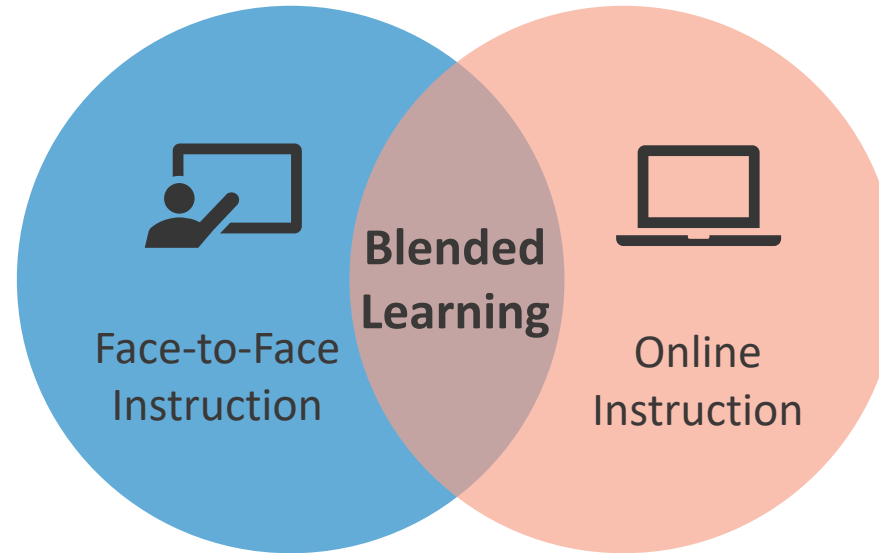 Blended
Learning
Face-to-Face
Instruction
Online
Instruction